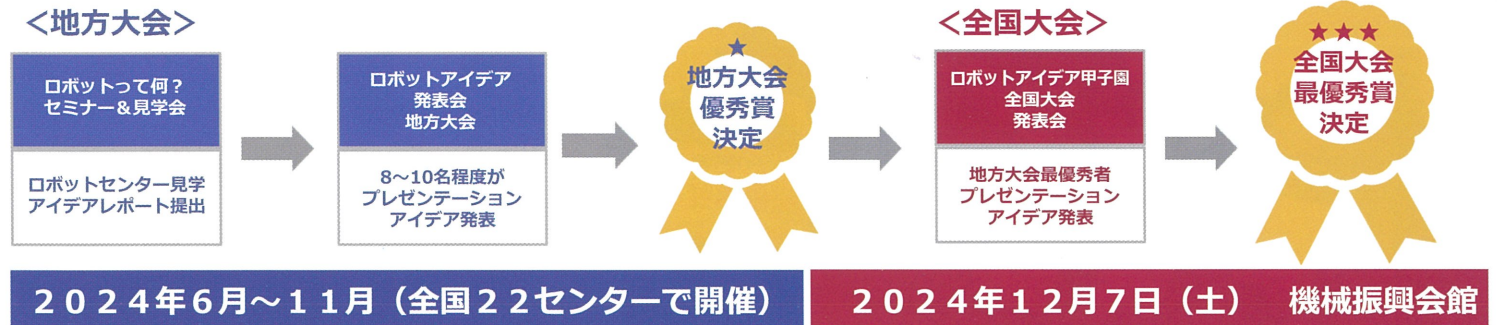 ＜地方大会＞
ロボットって何？
セミナー＆見学会
ロボットセンター見学
アイデアレポート提出
ロボットアイデア
発表会
地方大会
8～10名程度が
プレゼンテーション
アイデア発表
地方大会
優秀賞
決定
＜全国大会＞
ロボットアイデア甲子園
全国大会
発表会
地方大会最優秀者
プレゼンテーション
アイデア発表
全国大会
最優秀賞
決定
２０２４年６月～１１月（全国２２センターで開催）
２０２４年１２月７日（土）　機械振興会館